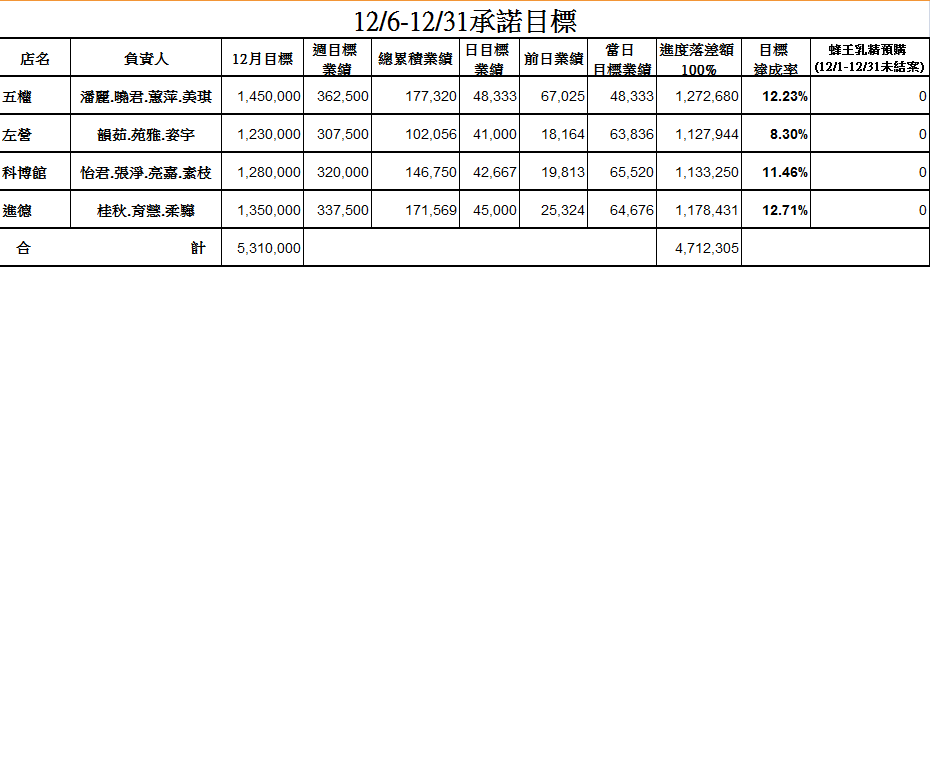 12/6-12/31承諾目標
店名 負責人 12月目標 週目標業績 總累積業績 日目標業績 前日業績 當日目標業績 進度落差額100% 目標達成率 蜂王乳精預購(12/1-12/31未結案)
五權 潘麗.曉君.蕙萍.美琪 1,450,000 362,500 177,320 48,333 67,025 48,333 1,272,680 12.23% 0
左營 韻茹.苑雅.姿宇 1,230,000 307,500 102,056 41,000 18,164 63,836 1,127,944 8.30% 0
科博館 怡君.張淨.亮嘉.素枝 1,280,000 320,000 146,750 42,667 19,813 65,520 1,133,250 11.46% 0
進德 桂秋.育慧.柔驊 1,350,000 337,500 171,569 45,000 25,324 64,676 1,178,431 12.71% 0
合 計 5,310,000 4,712,305